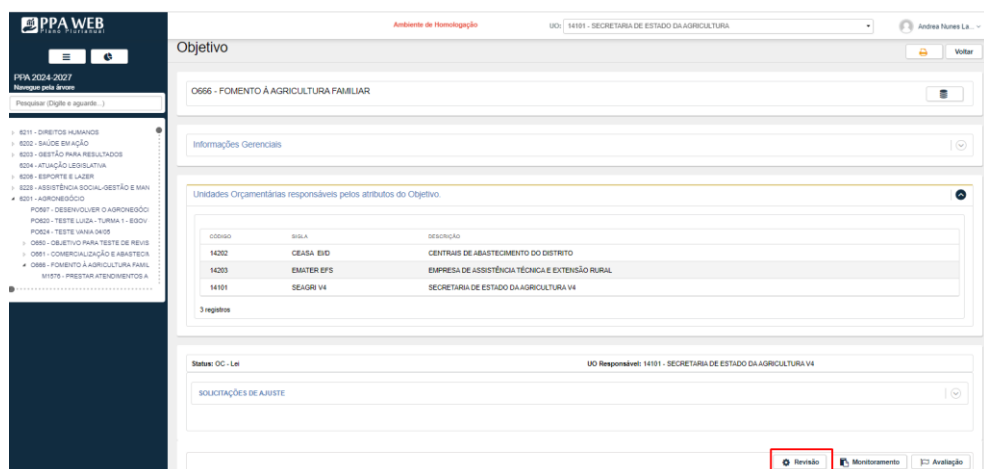 PPA WEB
Plano Plurianual
Ambiente de Homologação
UO: 14101 - SECRETARIA DE ESTADO DA AGRICULTURA
Andrea Nunes La...
Objetivo
Voltar
PPA 2024-2027
Navegue pela árvore
Pesquisar (Digite e aguarde...)
6211 - DIREITOS HUMANOS
6202 - SAÚDE EM AÇÃO
6203 - GESTÃO PARA RESULTADOS
6204 - ATUAÇÃO LEGISLATIVA
6206 - ESPORTE E LAZER
6228 - ASSISTÊNCIA SOCIAL-GESTÃO E MAN
6201 - AGRONEGÓCIO
PO597 - DESENVOLVER O AGRONEGÓCI
PO620 - TESTE LUIZA - TURMA 1 - EGOV
PO624 - TESTE VANIA 04/05
O650 - OBJETIVO PARA TESTE DE REVIS
O661 - COMERCIALIZAÇÃO E ABASTECIM
O666 - FOMENTO À AGRICULTURA FAMIL
M1576 - PRESTAR ATENDIMENTOS A
O666 - FOMENTO À AGRICULTURA FAMILIAR
Informações Gerenciais
Unidades Orçamentárias responsáveis pelos atributos do Objetivo.
CÓDIGO SIGLA DESCRIÇÃO
14202 CEASA E\/D CENTRAIS DE ABASTECIMENTO DO DISTRITO
14203 EMATER EFS EMPRESA DE ASSISTÊNCIA TÉCNICA E EXTENSÃO RURAL
14101 SEAGRI V4 SECRETARIA DE ESTADO DA AGRICULTURA V4
3 registros
Status: OC - Lei
UO Responsável: 14101 - SECRETARIA DE ESTADO DA AGRICULTURA V4
SOLICITAÇÕES DE AJUSTE
Revisão Monitoramento Avaliação